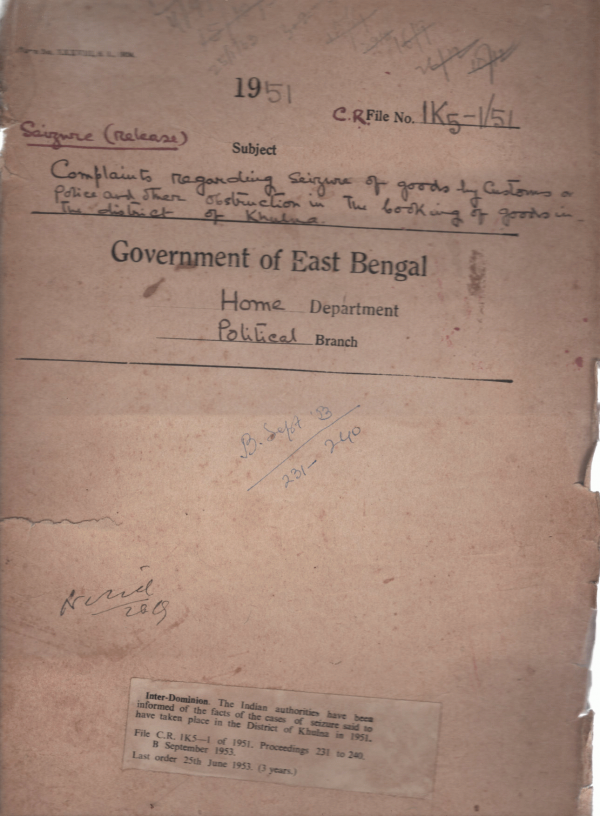 1951
C.R. File No. 1K5-1/51
Seizure (release)
Subject
Complaints regarding Seizure of goods by Customs &
Police and other obstruction in the booking of goods in
the district of Khulna.
Government of East Bengal
Home Department
Political Branch
B. Sept '53
231- 240
Inter-Dominion. The Indian authorities have been
informed of the facts of the cases of seizure said to
have taken place in the District of Khulna in 1951.
File C.R. 1K5—1 of 1951. Proceedings 231 to 240.
B September 1953.
Last order 25th June 1953. (3 years.)